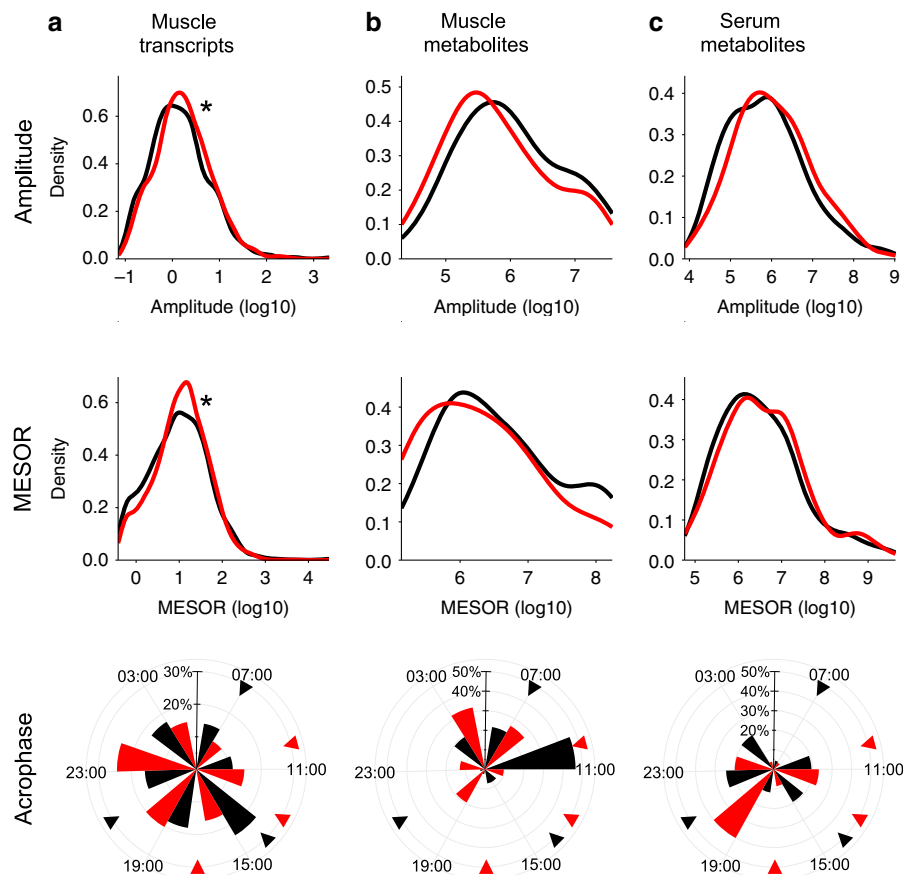 a Muscle transcripts
b Muscle metabolites
c Serum metabolites
Amplitude
Density
0.6
0.4
0.2
0.0
–1 0 1 2 3
Amplitude (log10)
0.5
0.4
0.3
0.2
0.1
0.0
5 6 7
Amplitude (log10)
0.4
0.3
0.2
0.1
0.0
4 5 6 7 8 9
Amplitude (log10)
MESOR
Density
0.6
0.4
0.2
0.0
0 1 2 3 4
MESOR (log10)
0.4
0.3
0.2
0.1
0.0
6 7 8
MESOR (log10)
0.4
0.3
0.2
0.1
0.0
5 6 7 8 9
MESOR (log10)
*
*
Acrophase
03:00 30% 07:00
20%
23:00 11:00
19:00 15:00
50%
03:00 40% 07:00
30%
20%
23:00 11:00
19:00 15:00
50%
03:00 40% 07:00
30%
20%
23:00 11:00
19:00 15:00